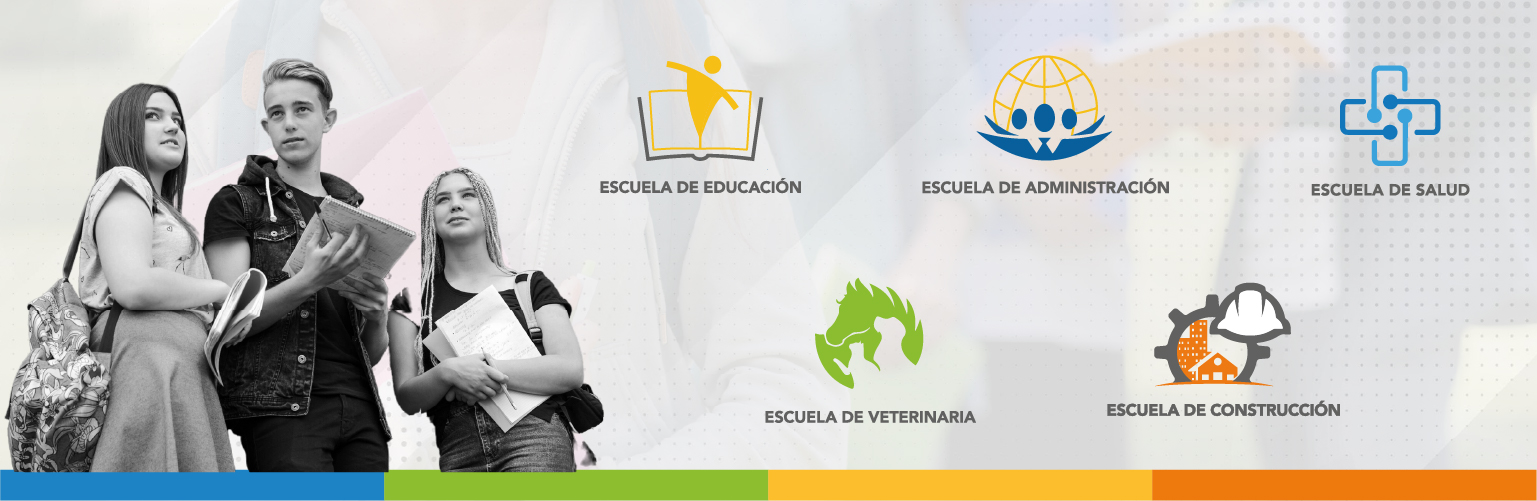 ESCUELA DE EDUCACIÓN
ESCUELA DE ADMINISTRACIÓN
ESCUELA DE SALUD
ESCUELA DE VETERINARIA
ESCUELA DE CONSTRUCCIÓN